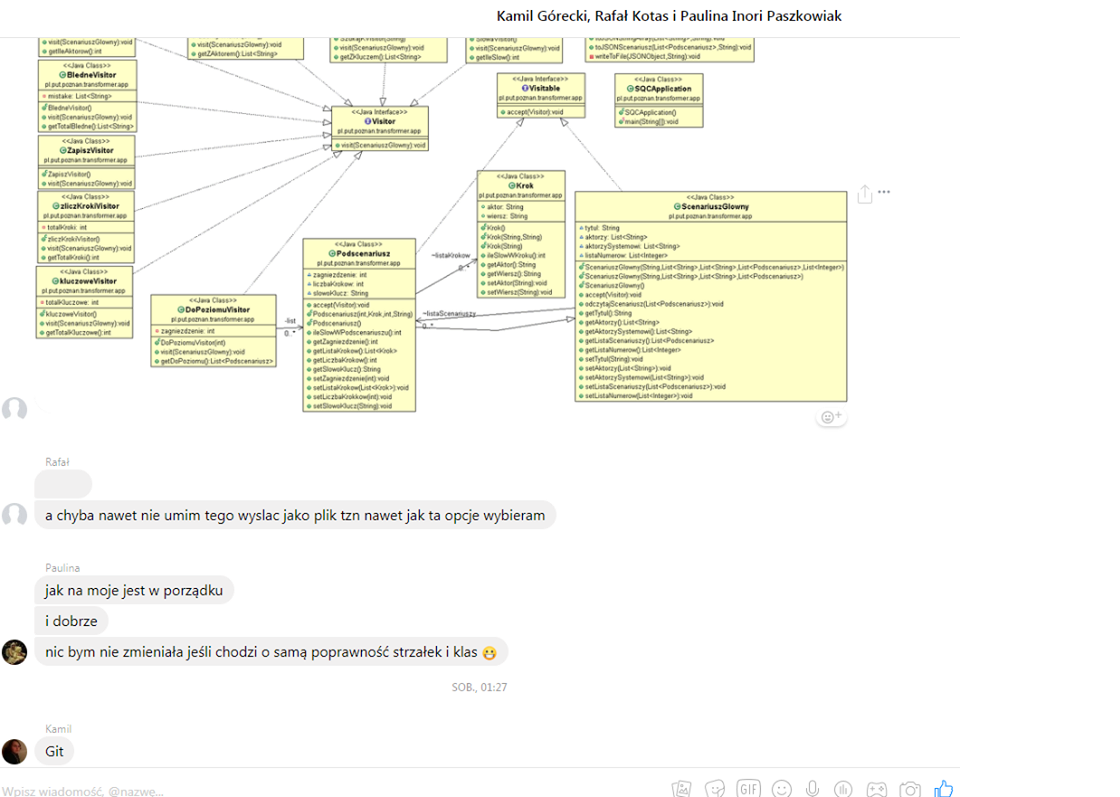 Kamil Górecki, Rafał Kotas i Paulina Inori Paszkowiak
visit(ScenariuszGlowny):void
getIleAktorow():int
visit(ScenariuszGlowny):void
getZAktorem():List<String>
visit(ScenariuszGlowny):void
getZKluczem():List<String>
visit(ScenariuszGlowny):void
getIleSlow():int
toJSONScenariusz(List<Podscenariusz>,String):void
writeToFile(JSONObject,String):void
<<Java Class>>
BledneVisitor
pl.put.poznan.transformer.app
mistake: List<String>
BledneVisitor()
visit(ScenariuszGlowny):void
getTotalBledne():List<String>
<<Java Class>>
ZapiszVisitor
pl.put.poznan.transformer.app
ZapiszVisitor()
visit(ScenariuszGlowny):void
<<Java Class>>
zliczKrokiVisitor
pl.put.poznan.transformer.app
totalKroki: int
zliczKrokiVisitor()
visit(ScenariuszGlowny):void
getTotalKroki():int
<<Java Class>>
kluczoweVisitor
pl.put.poznan.transformer.app
totalKluczowe: int
kluczoweVisitor()
visit(ScenariuszGlowny):void
getTotalKluczowe():int
<<Java Interface>>
Visitor
pl.put.poznan.transformer.app
visit(ScenariuszGlowny):void
<<Java Interface>>
Visitable
pl.put.poznan.transformer.app
accept(Visitor):void
<<Java Class>>
SQCApplication
pl.put.poznan.transformer.app
SQCApplication()
main(String[]):void
<<Java Class>>
DoPoziomuVisitor
pl.put.poznan.transformer.app
zagniezdzenie: int
DoPoziomuVisitor(int)
visit(ScenariuszGlowny):void
getDoPoziomu():List<Podscenariusz>
-list
0..*
<<Java Class>>
Podscenariusz
pl.put.poznan.transformer.app
zagniezdzenie: int
liczbaKrokow: int
slowoKlucz: String
accept(Visitor):void
Podscenariusz(int,Krok,int,String)
Podscenariusz()
ileSlowWPodscenariuszu():int
getZagniezdzenie():int
getListaKrokow():List<Krok>
getLiczbaKrokow():int
getSlowoKlucz():String
setZagniezdzenie(int):void
setListaKrokow(List<Krok>):void
setLiczbaKrokkow(int):void
setSlowoKlucz(String):void
~listaKrokow
0..*
<<Java Class>>
Krok
pl.put.poznan.transformer.app
aktor: String
wiersz: String
Krok()
Krok(String,String)
Krok(String)
ileSlowWKroku():int
getAktor():String
getWiersz():String
setAktor(String):void
setWiersz(String):void
~listaScenariuszy
0..*
<<Java Class>>
ScenariuszGlowny
pl.put.poznan.transformer.app
tytul: String
aktorzy: List<String>
aktorzySystemowi: List<String>
listaNumerow: List<Integer>
ScenariuszGlowny(String,List<String>,List<String>,List<Podscenariusz>,List<Integer>)
ScenariuszGlowny(String,List<String>,List<String>,List<Podscenariusz>)
ScenariuszGlowny()
accept(Visitor):void
odczytajScenariusz(List<Podscenariusz>):void
getTytul():String
getAktorzy():List<String>
getAktorzySystemowi():List<String>
getListaScenariuszy():List<Podscenariusz>
getListaNumerow():List<Integer>
setTytul(String):void
setAktorzy(List<String>):void
setAktorzySystemowi(List<String>):void
setListaScenariuszy(List<Podscenariusz>):void
setListaNumerow(List<Integer>):void
Rafał
a chyba nawet nie umim tego wyslac jako plik tzn nawet jak ta opcje wybieram
Paulina
jak na moje jest w porządku
i dobrze
nic bym nie zmieniała jeśli chodzi o samą poprawność strzałek i klas 😀
SOB., 01:27
Kamil
Git
Wpisz wiadomość, @nazwę...
GIF